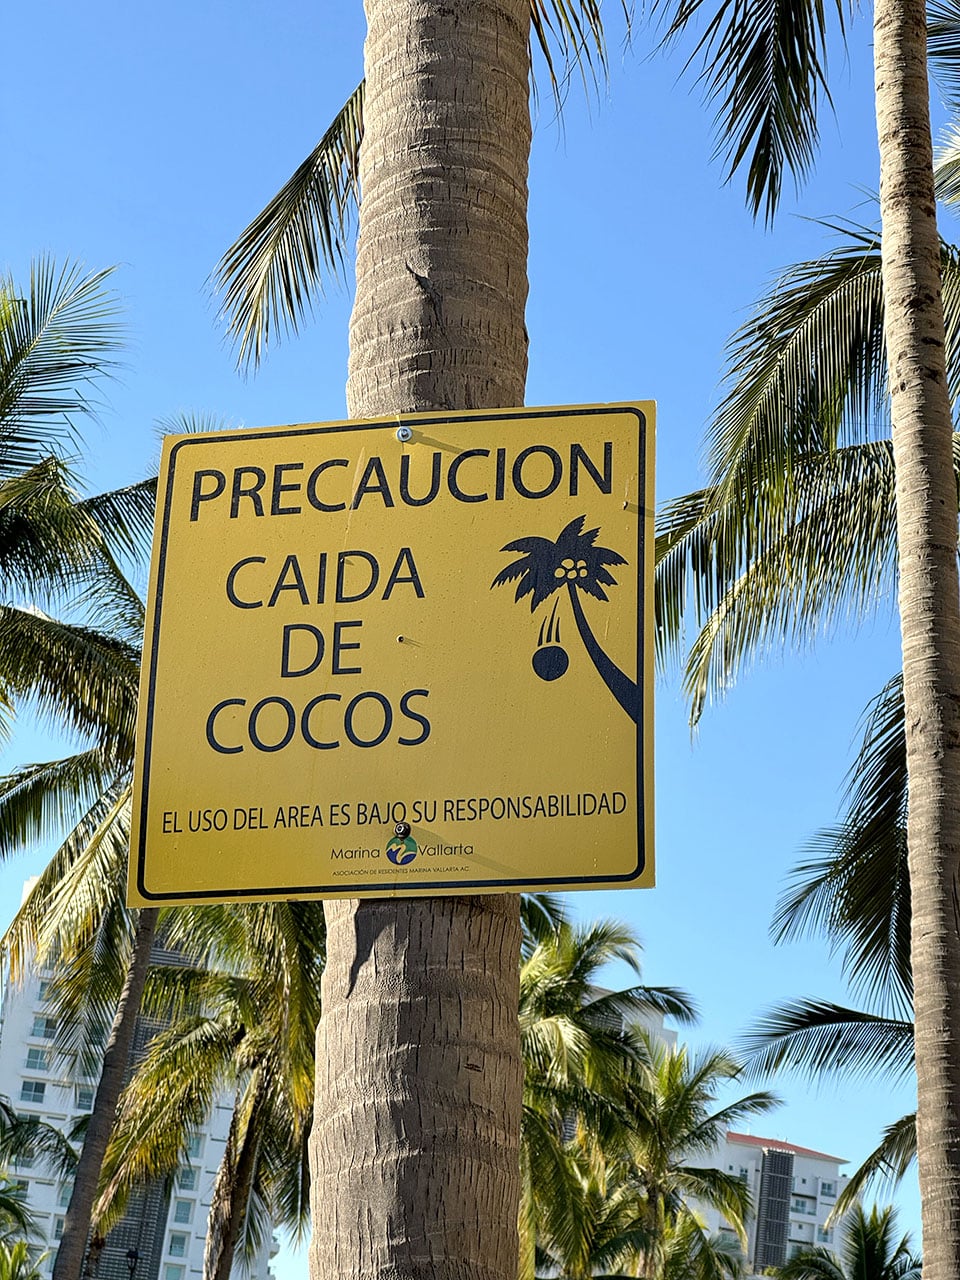 PRECAUCION
CAIDA
DE
COCOS
EL USO DEL AREA ES BAJO SU RESPONSABILIDAD
Marina Vallarta
ASOCIACIÓN DE RESIDENTES MARINA VALLARTA AC.